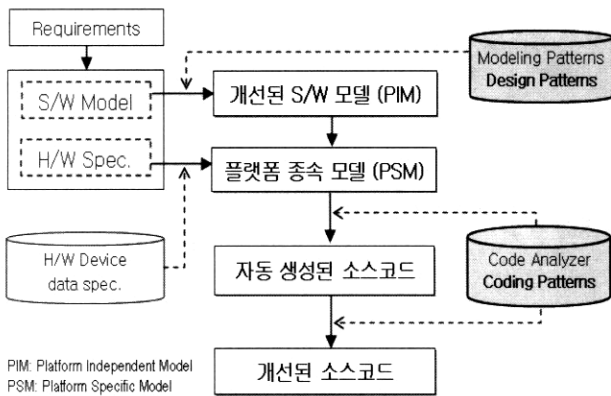 Requirements
Modeling Patterns
Design Patterns
S/W Model
개선된 S/W 모델 (PIM)
H/W Spec.
플랫폼 종속 모델 (PSM)
H/W Device
data spec.
자동 생성된 소스코드
Code Analyzer
Coding Patterns
PIM: Platform Independent Model
PSM: Platform Specific Model
개선된 소스코드